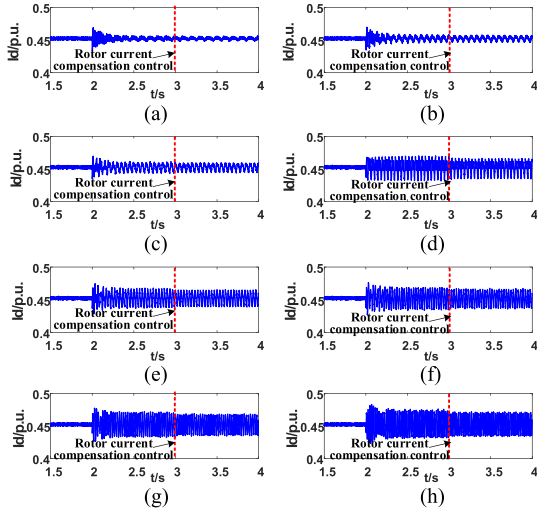 0.5 0.5
Id/p.u. 0.45 Id/p.u. 0.45
Rotor current Rotor current
compensation control compensation control
0.4 0.4
1.5 2 2.5 3 3.5 4 1.5 2 2.5 3 3.5 4
t/s t/s
(a) (b)
0.5 0.5
Id/p.u. 0.45 Id/p.u. 0.45
Rotor current Rotor current
compensation control compensation control
0.4 0.4
1.5 2 2.5 3 3.5 4 1.5 2 2.5 3 3.5 4
t/s t/s
(c) (d)
0.5 0.5
Id/p.u. 0.45 Id/p.u. 0.45
Rotor current Rotor current
compensation control compensation control
0.4 0.4
1.5 2 2.5 3 3.5 4 1.5 2 2.5 3 3.5 4
t/s t/s
(e) (f)
0.5 0.5
Id/p.u. 0.45 Id/p.u. 0.45
Rotor current Rotor current
compensation control compensation control
0.4 0.4
1.5 2 2.5 3 3.5 4 1.5 2 2.5 3 3.5 4
t/s t/s
(g) (h)